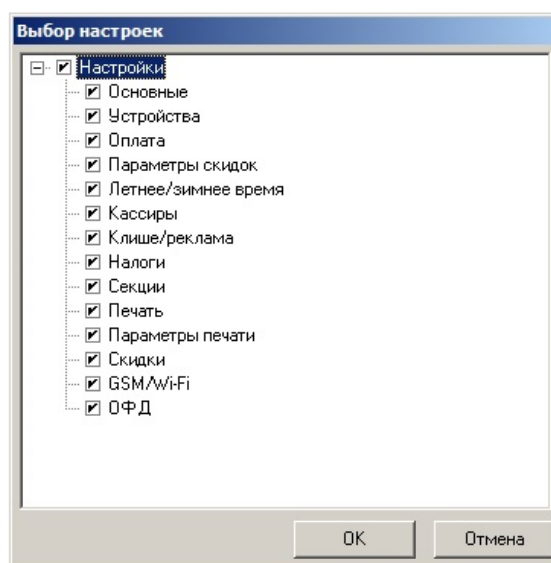 Выбор настроек
Настройки
Основные
Устройства
Оплата
Параметры скидок
Летнее/зимнее время
Кассиры
Клише/реклама
Налоги
Секции
Печать
Параметры печати
Скидки
GSM/Wi-Fi
ОФД
OK
Отмена